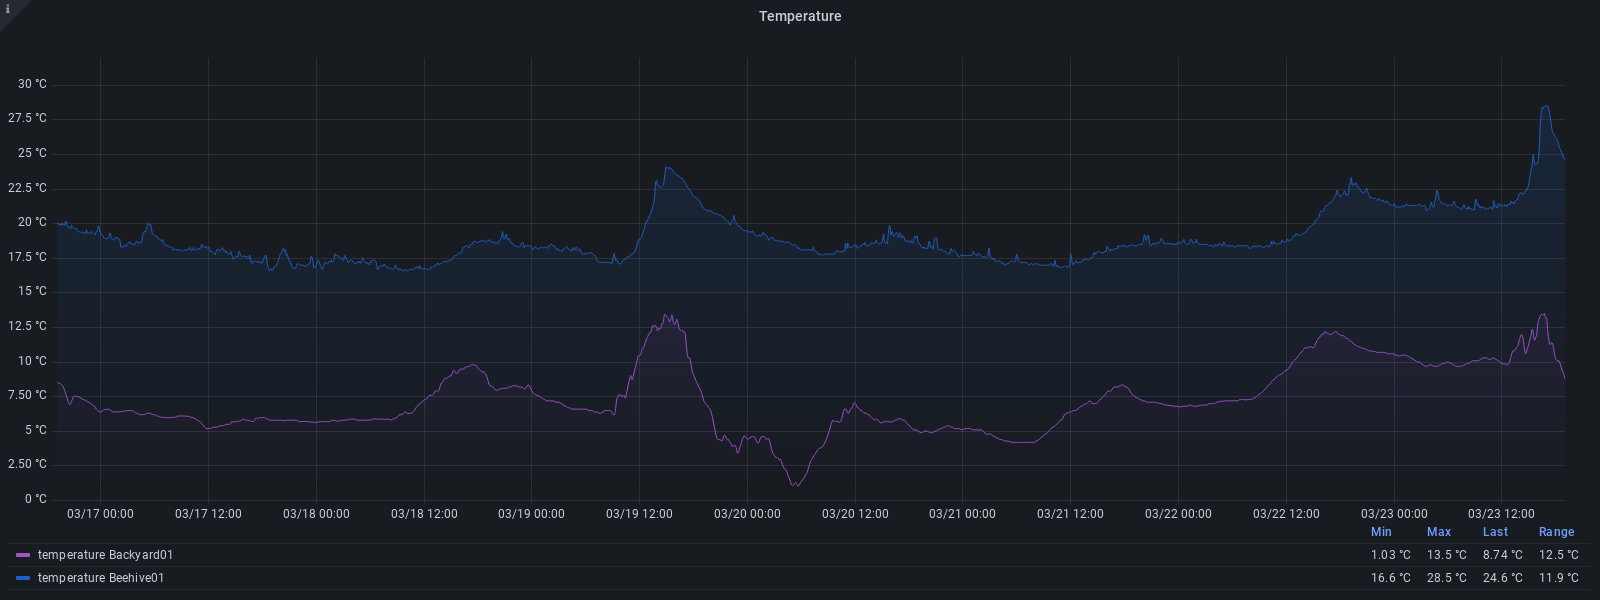 i
Temperature
30 °C
27.5 °C
25 °C
22.5 °C
20 °C
17.5 °C
15 °C
12.5 °C
10 °C
7.50 °C
5 °C
2.50 °C
0 °C
03/17 00:00 03/17 12:00 03/18 00:00 03/18 12:00 03/19 00:00 03/19 12:00 03/20 00:00 03/20 12:00 03/21 00:00 03/21 12:00 03/22 00:00 03/22 12:00 03/23 00:00 03/23 12:00
Min Max Last Range
temperature Backyard01 1.03 °C 13.5 °C 8.74 °C 12.5 °C
temperature Beehive01 16.6 °C 28.5 °C 24.6 °C 11.9 °C